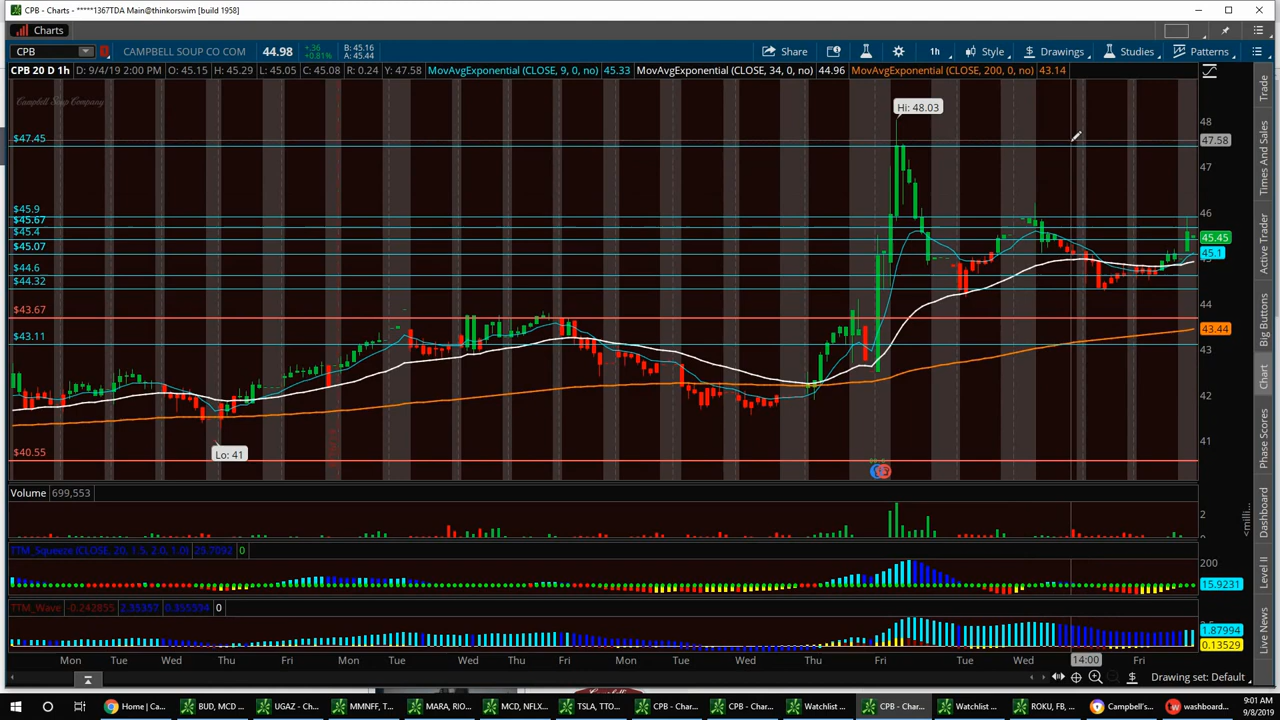 CPB - Charts - *****1367TDA Main@thinkorswim [build 1958]
Charts
CPB
CAMPBELL SOUP CO COM
44.98
+.36
+0.81%
B: 45.16
A: 45.44
Share
1h
Style
Drawings
Studies
Patterns
CPB 20 D 1h
D: 9/4/19 2:00 PM
O: 45.15
H: 45.29
L: 45.05
C: 45.08
R: 0.24
Y: 47.58
MovAvgExponential (CLOSE, 9, 0, no)
45.33
MovAvgExponential (CLOSE, 34, 0, no)
44.96
MovAvgExponential (CLOSE, 200, 0, no)
43.14
Campbell Soup Company
Hi: 48.03
Lo: 41
$47.45
$45.9
$45.67
$45.4
$45.07
$44.6
$44.32
$43.67
$43.11
$40.55
48
47.58
47
46
45.45
45.1
44
43.44
43
42
41
Volume
699,553
2
TTM_Squeeze (CLOSE, 20, 1.5, 2.0, 1.0)
0
200
15.9231
TTM_Wave
-0.242855
2.35357
0.355594
0
1.87994
0.13529
Mon
Tue
Wed
Thu
Fri
Mon
Tue
Thu
Fri
Mon
Tue
Wed
Thu
Fri
Tue
Wed
14:00
Fri
Drawing set: Default
Trade
Times And Sales
Active Trader
Big Buttons
Chart
Phase Scores
Dashboard
Level II
Live News
<milli...
Home | Ca...
BUD, MCD ...
UGAZ - Cha...
MMNFF, M...
MARA, RIO...
MCD, NFLX...
TSLA, TTO...
CPB - Char...
CPB - Char...
Watchlist ...
CPB - Char...
Watchlist ...
ROKU, FB, ...
Campbell's...
washboard...
9:01 AM
9/8/2019